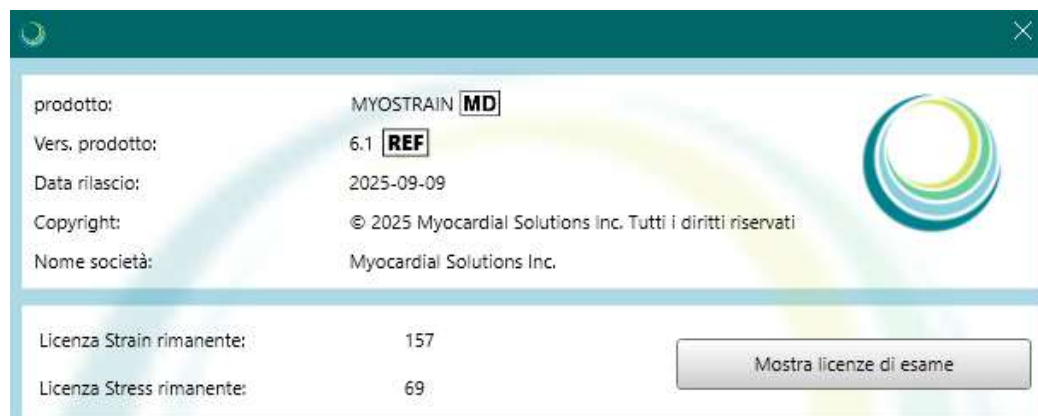 prodotto: MYOSTRAIN MD
Vers. prodotto: 6.1 REF
Data rilascio: 2025-09-09
Copyright: © 2025 Myocardial Solutions Inc. Tutti i diritti riservati
Nome società: Myocardial Solutions Inc.
Licenza Strain rimanente: 157
Mostra licenze di esame
Licenza Stress rimanente: 69